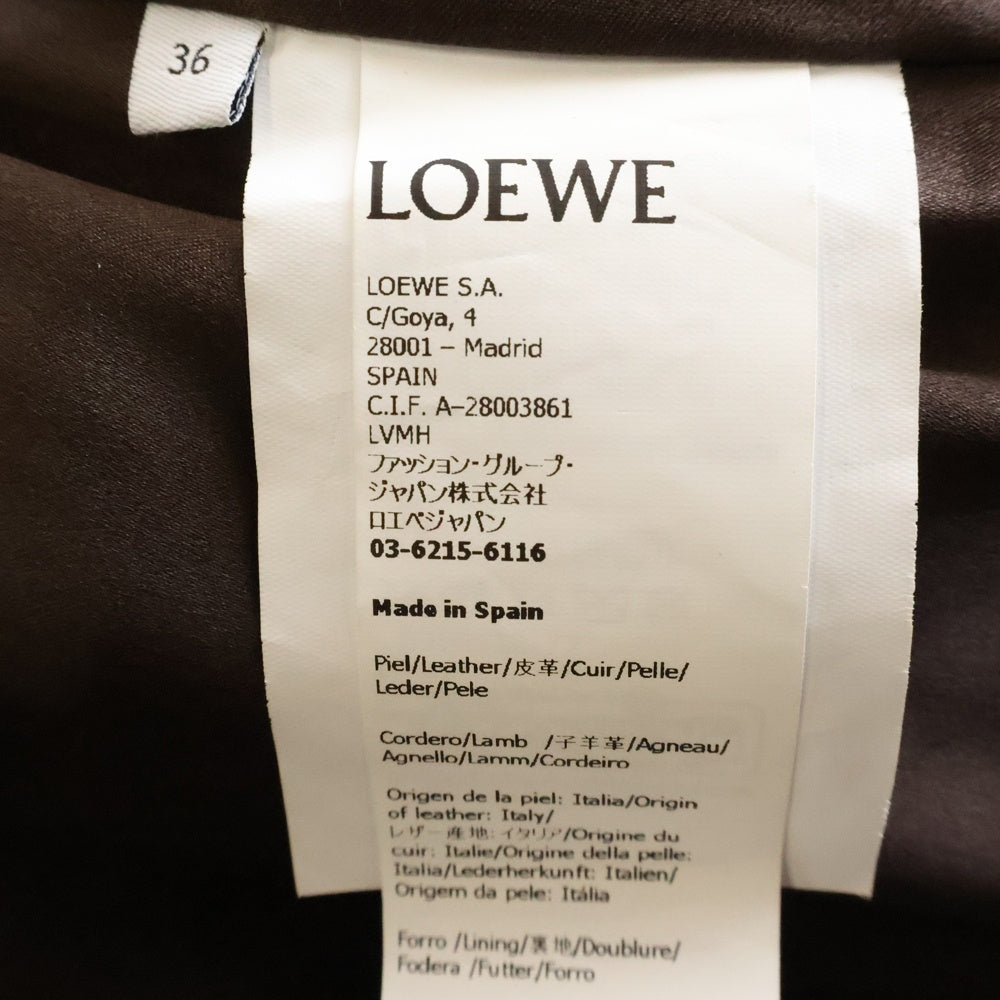 36
LOEWE
LOEWE S.A.
C/Goya, 4
28001 – Madrid
SPAIN
C.I.F. A–28003861
LVMH
ファッション・グループ・
ジャパン株式会社
ロエベジャパン
03-6215-6116
Made in Spain
Piel/Leather/皮革/Cuir/Pelle/
Leder/Pele
Cordero/Lamb /子羊革/Agneau/
Agnello/Lamm/Cordeiro
Origen de la piel: Italia/Origin
of leather: Italy/
レザー産地:イタリア/Origine du
cuir: Italie/Origine della pelle:
Italia/Lederherkunft: Italien/
Origem da pele: Itália
Forro /Lining/裏地/Doublure/
Fodera /Futter/Forro